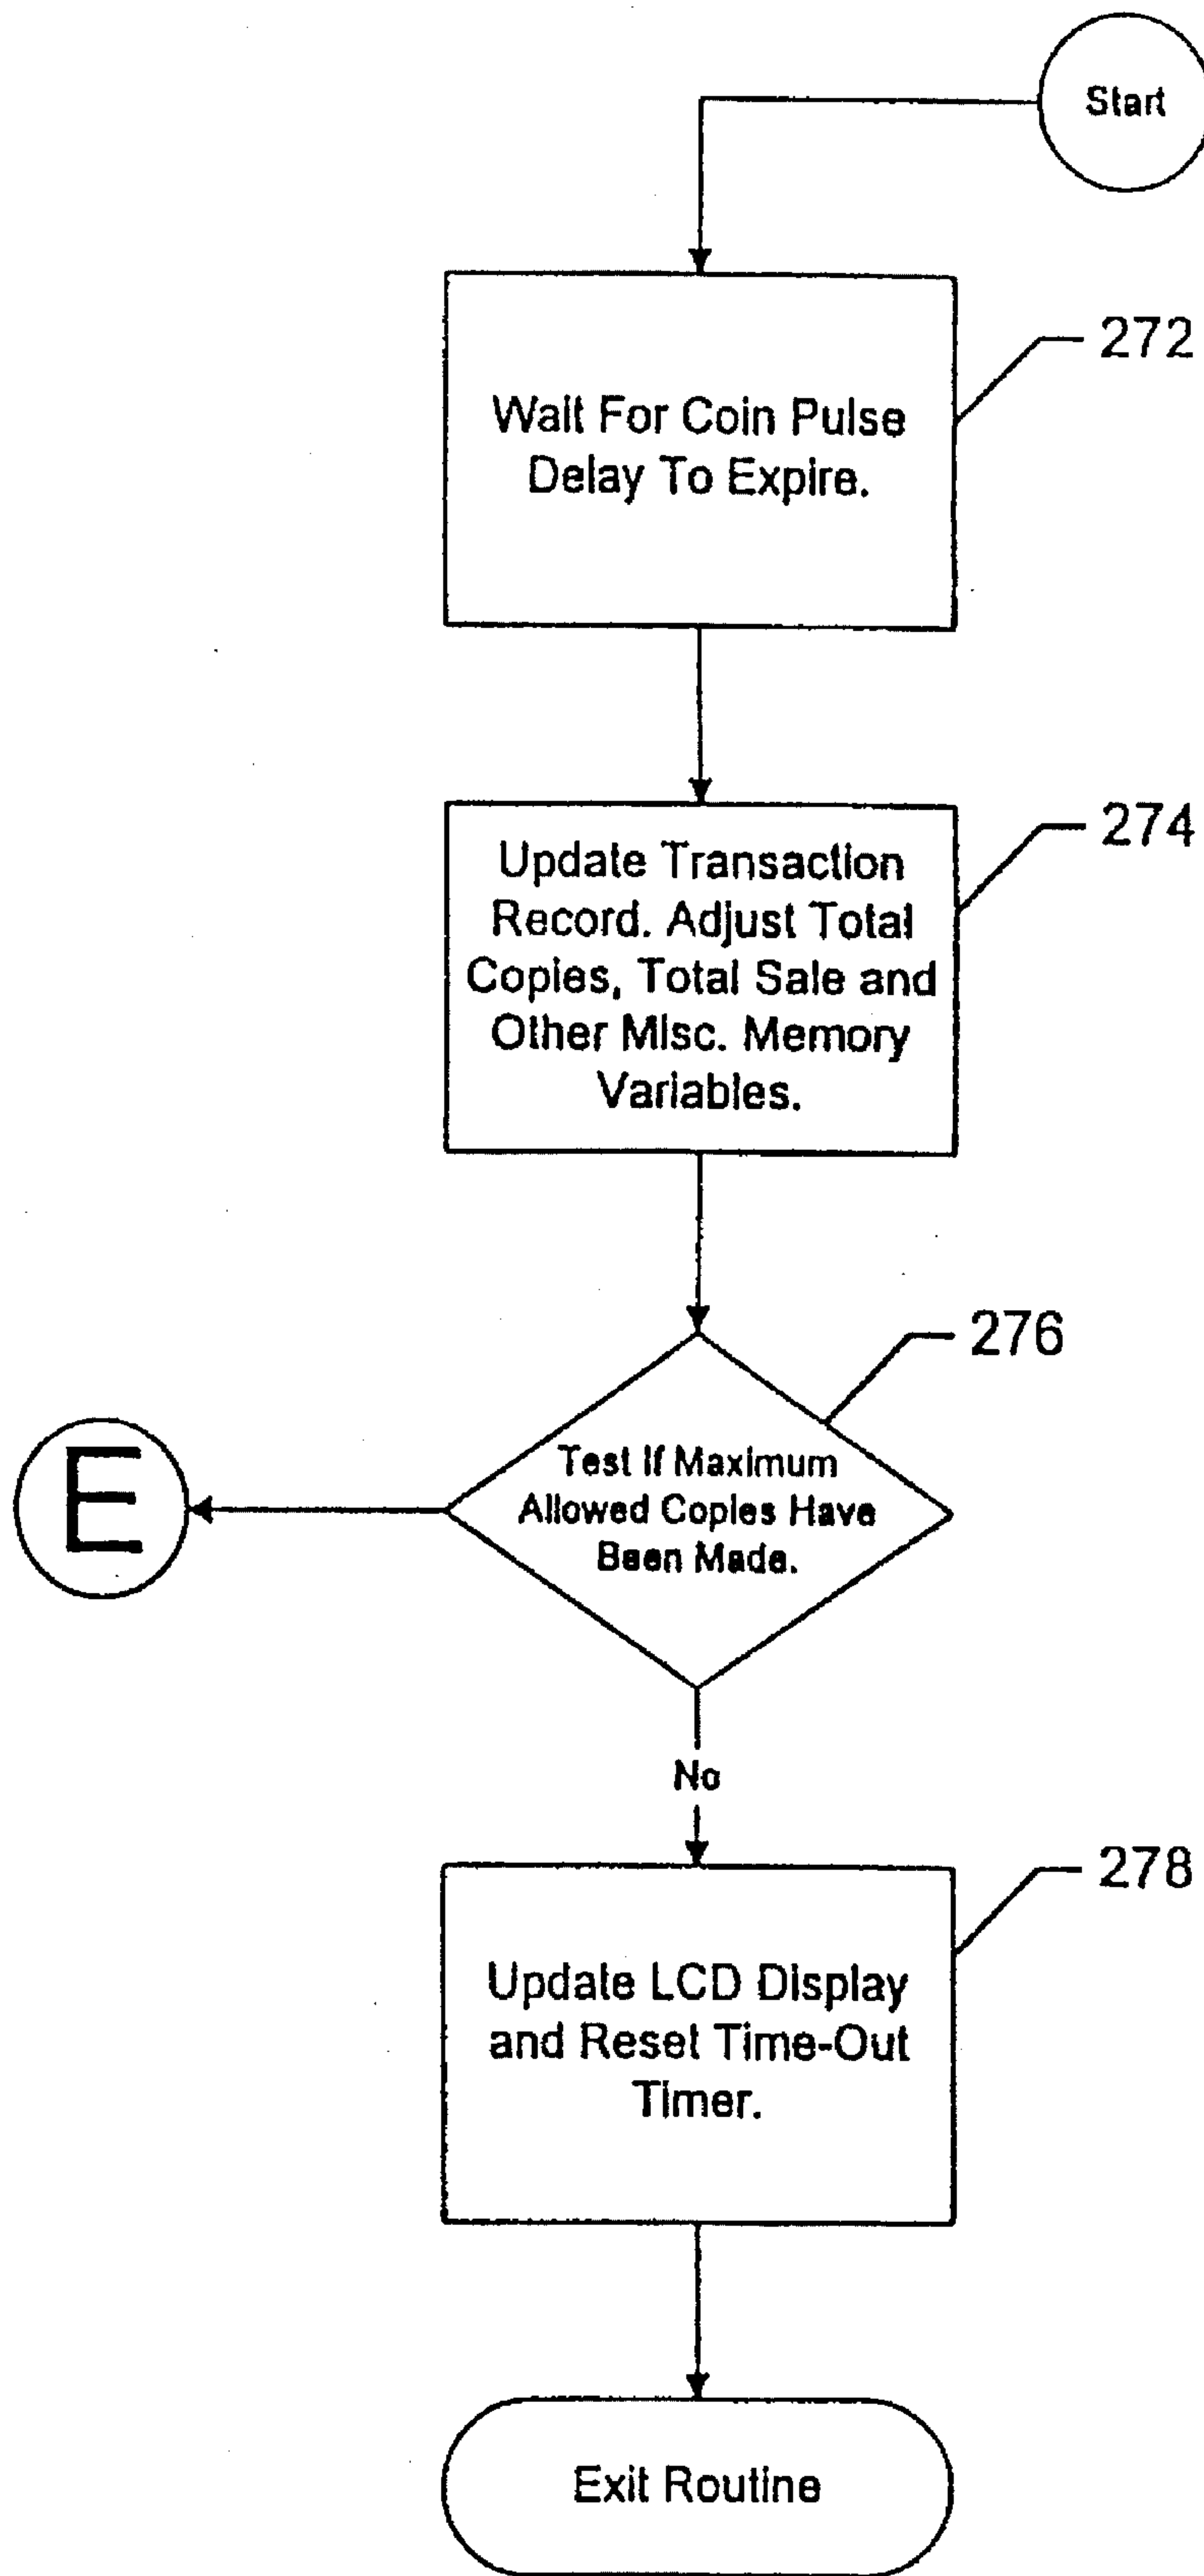 Start
272
Wait For Coin Pulse
Delay To Expire.
274
Update Transaction
Record. Adjust Total
Copies, Total Sale and
Other Misc. Memory
Variables.
276
Test If Maximum
Allowed Copies Have
Been Made.
E
No
278
Update LCD Display
and Reset Time-Out
Timer.
Exit Routine